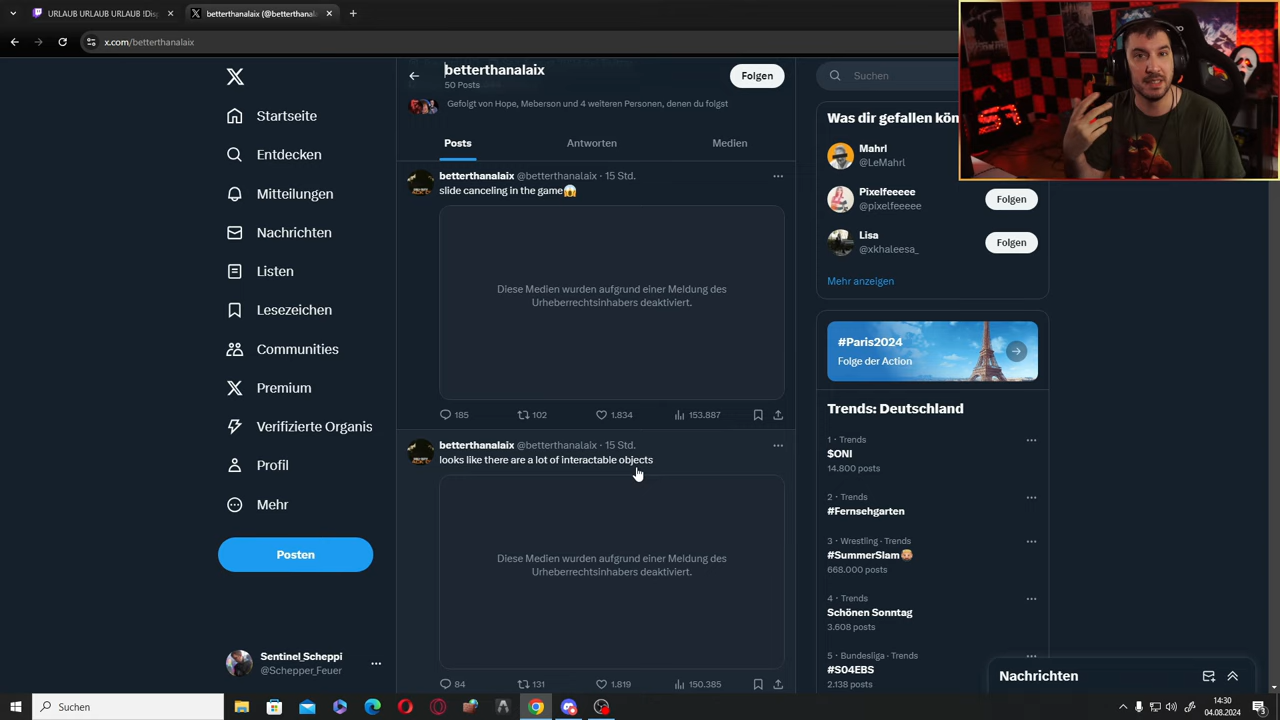 URLAUB URLAUB URLAUB !Disp
betterthanalaix (@betterthanalai
x.com/betterthanalaix
betterthanalaix
50 Posts
Folgen
Gefolgt von Hope, Meberson und 4 weiteren Personen, denen du folgst
Posts
Antworten
Medien
Startseite
Entdecken
Mitteilungen
Nachrichten
Listen
Lesezeichen
Communities
Premium
Verifizierte Organis
Profil
Mehr
Posten
Sentinel_Scheppi
@Schepper_Feuer
betterthanalaix @betterthanalaix · 15 Std.
slide canceling in the game😱
Diese Medien wurden aufgrund einer Meldung des
Urheberrechtsinhabers deaktiviert.
185
102
1.834
153.887
betterthanalaix @betterthanalaix · 15 Std.
looks like there are a lot of interactable objects
Diese Medien wurden aufgrund einer Meldung des
Urheberrechtsinhabers deaktiviert.
84
131
1.819
150.385
Suchen
Was dir gefallen kön
Mahrl
@LeMahrl
Pixelfeeeee
@pixelfeeeee
Folgen
Lisa
@xkhaleesa_
Folgen
Mehr anzeigen
#Paris2024
Folge der Action
Trends: Deutschland
1 · Trends
$ONI
14.800 posts
2 · Trends
#Fernsehgarten
3 · Wrestling · Trends
#SummerSlam
668.000 posts
4 · Trends
Schönen Sonntag
3.608 posts
5 · Bundesliga · Trends
#S04EBS
2.138 posts
Nachrichten
Suchen
14:30
04.08.2024